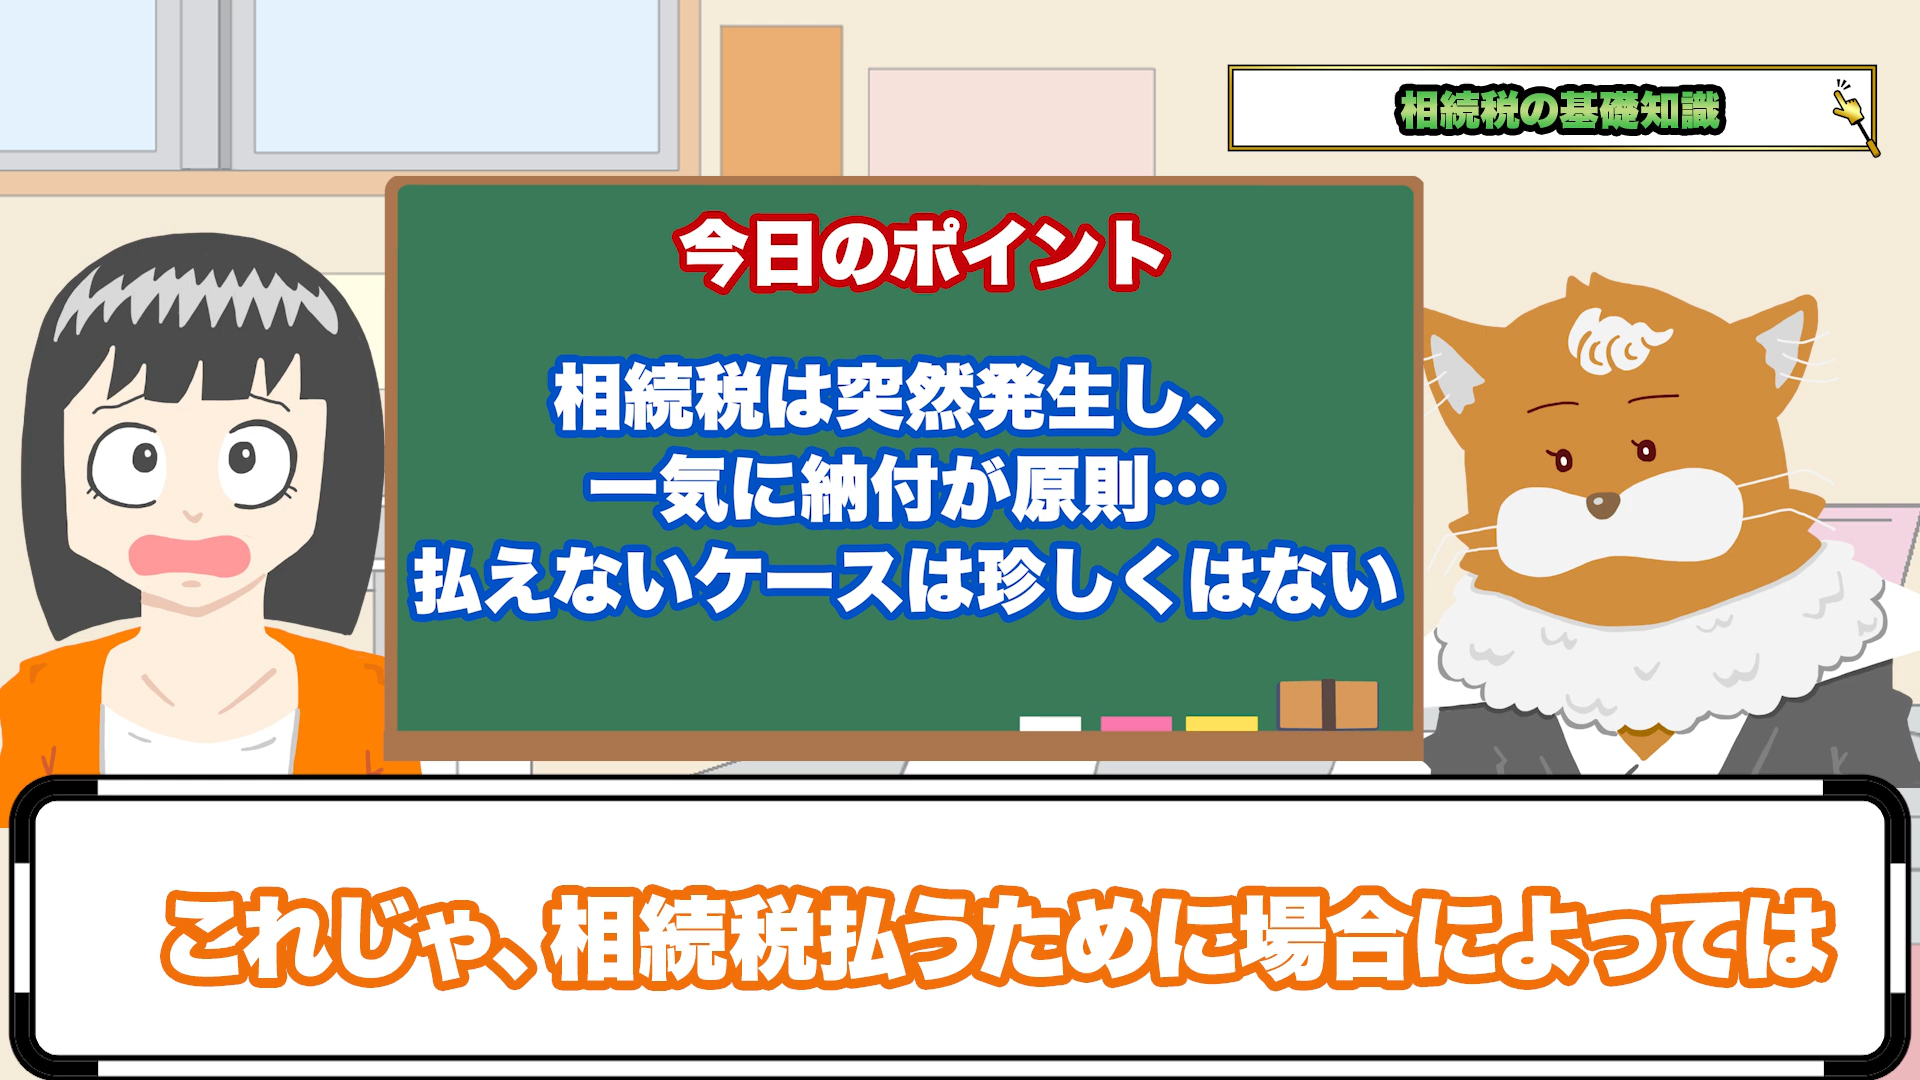 相続税の基礎知識
今日のポイント
相続税は突然発生し、
一気に納付が原則…
払えないケースは珍しくはない
これじゃ、相続税払うために場合によっては